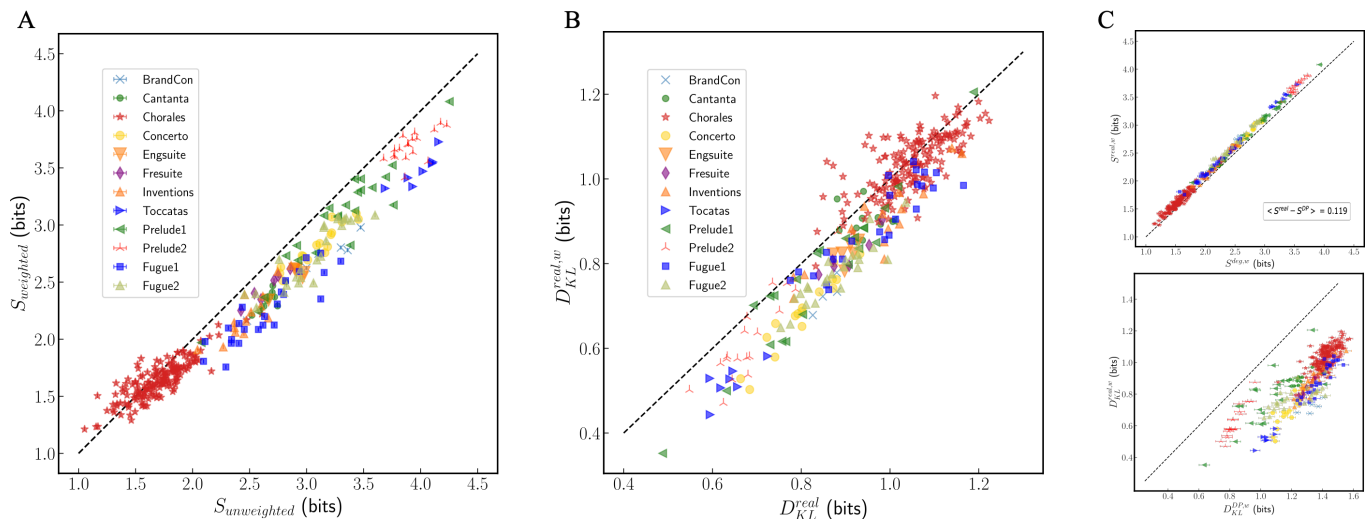 A
4.5
4.0
3.5
3.0
2.5
2.0
1.5
1.0
S_weighted (bits)
BrandCon
Cantanta
Chorales
Concerto
Engsuite
Fresuite
Inventions
Toccatas
Prelude1
Prelude2
Fugue1
Fugue2
1.0 1.5 2.0 2.5 3.0 3.5 4.0 4.5
S_unweighted (bits)
B
1.2
1.0
0.8
0.6
0.4
D_KL^real,w (bits)
BrandCon
Cantanta
Chorales
Concerto
Engsuite
Fresuite
Inventions
Tocatas
Prelude1
Prelude2
Fugue1
Fugue2
0.4 0.6 0.8 1.0 1.2
D_KL^real (bits)
C
4.5
4.0
3.5
3.0
2.5
2.0
1.5
1.0
S^real,w (bits)
< S^real − S^DP > = 0.119
1.0 1.5 2.0 2.5 3.0 3.5 4.0 4.5
S^deg,w (bits)
1.4
1.2
1.0
0.8
0.6
0.4
D_KL^real,w (bits)
0.4 0.6 0.8 1.0 1.2 1.4 1.6
D_KL^DP,w (bits)